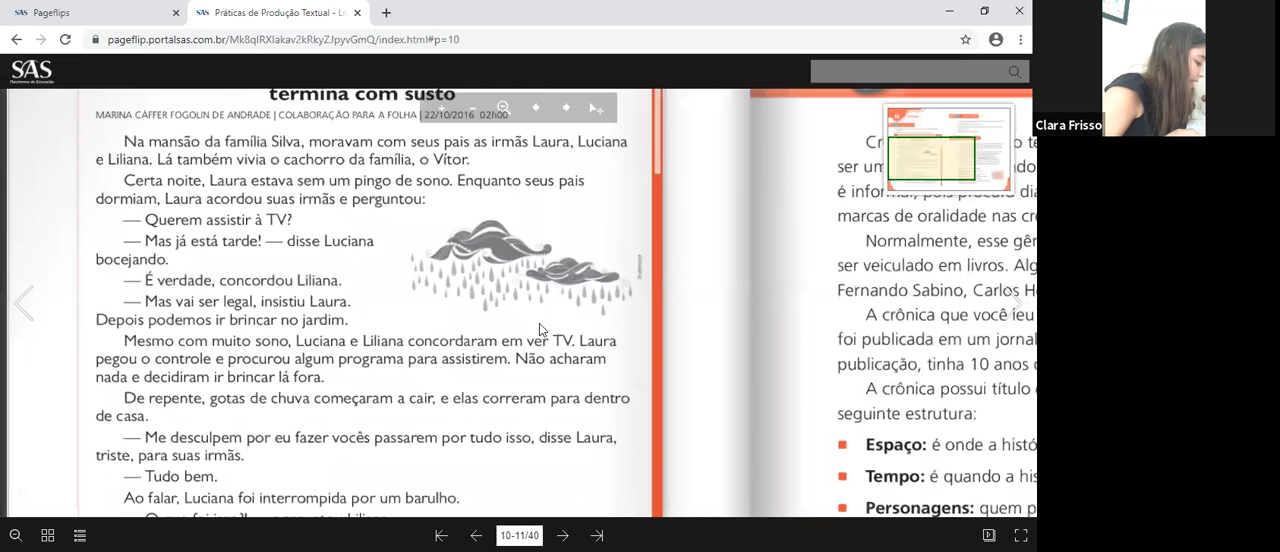 Pageflips
Práticas de Produção Textual - Li
pageflip.portalsas.com.br/Mk8qIRXIakav2kRkyZJpyvGmQ/index.html#p=10
SAS
Plataforma de Educação
termina com susto
MARINA CÁFFER FOGOLIN DE ANDRADE | COLABORAÇÃO PARA A FOLHA | 22/10/2016 02h00
Na mansão da família Silva, moravam com seus pais as irmãs Laura, Luciana
e Liliana. Lá também vivia o cachorro da família, o Vítor.
Certa noite, Laura estava sem um pingo de sono. Enquanto seus pais
dormiam, Laura acordou suas irmãs e perguntou:
— Querem assistir à TV?
— Mas já está tarde! — disse Luciana
bocejando.
— É verdade, concordou Liliana.
— Mas vai ser legal, insistiu Laura.
Depois podemos ir brincar no jardim.
Mesmo com muito sono, Luciana e Liliana concordaram em ver TV. Laura
pegou o controle e procurou algum programa para assistirem. Não acharam
nada e decidiram ir brincar lá fora.
De repente, gotas de chuva começaram a cair, e elas correram para dentro
de casa.
— Me desculpem por eu fazer vocês passarem por tudo isso, disse Laura,
triste, para suas irmãs.
— Tudo bem.
Ao falar, Luciana foi interrompida por um barulho.
Cr
ser um
é informal, pois procura
marcas de oralidade nas cr
Normalmente, esse gên
ser veiculado em livros. Alg
Fernando Sabino, Carlos H
A crônica que você leu
foi publicada em um jornal
publicação, tinha 10 anos
A crônica possui título
seguinte estrutura:
Espaço: é onde a histó
Tempo: é quando a his
Personagens: quem p
10-11/40
Clara Frisso